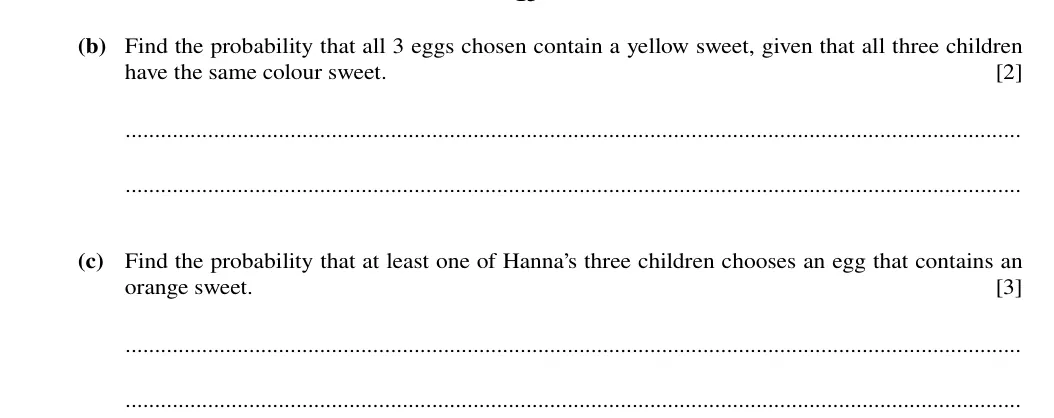 (b) Find the probability that all 3 eggs chosen contain a yellow sweet, given that all three children
have the same colour sweet. [2]
(c) Find the probability that at least one of Hanna's three children chooses an egg that contains an
orange sweet. [3]